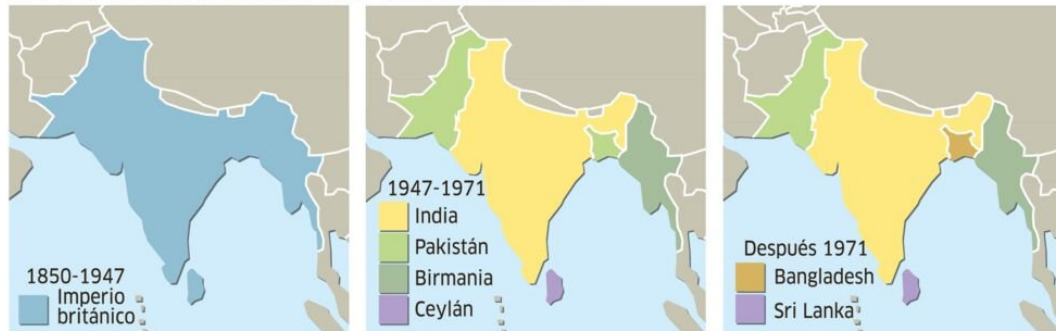 1850-1947
Imperio
británico
1947-1971
India
Pakistán
Birmania
Ceylán
Después 1971
Bangladesh
Sri Lanka